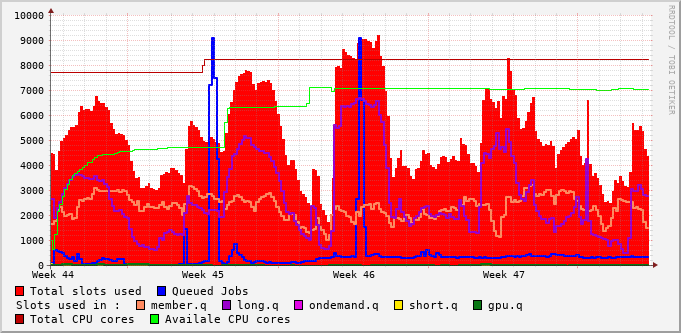 10000
9000
8000
7000
6000
5000
4000
3000
2000
1000
0
Week 44 Week 45 Week 46 Week 47
RRDTOOL / TOBI OETIKER
Total slots used Queued Jobs
Slots used in : member.q long.q ondemand.q short.q gpu.q
Total CPU cores Availale CPU cores